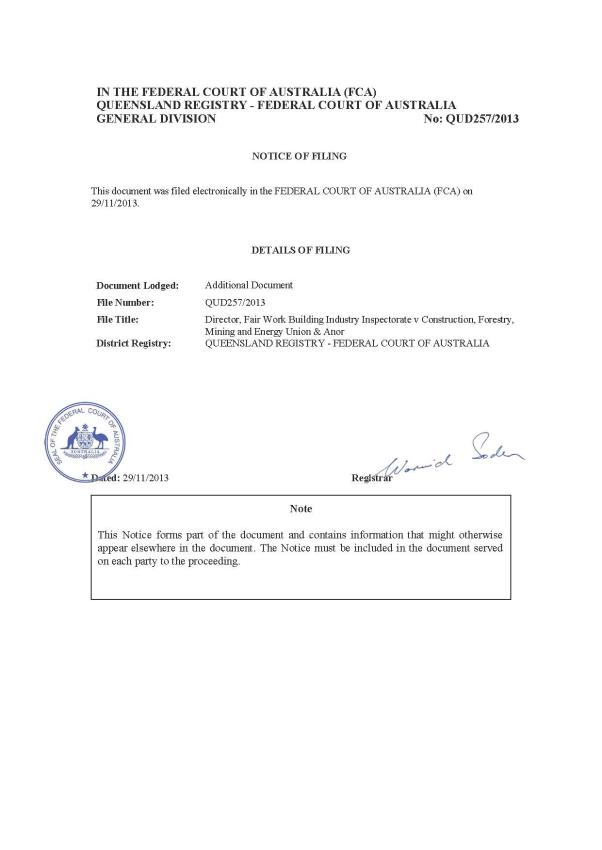 IN THE FEDERAL COURT OF AUSTRALIA (FCA)
QUEENSLAND REGISTRY - FEDERAL COURT OF AUSTRALIA
GENERAL DIVISION No: QUD257/2013
NOTICE OF FILING
This document was filed electronically in the FEDERAL COURT OF AUSTRALIA (FCA) on
29/11/2013.
DETAILS OF FILING
Document Lodged: Additional Document
File Number: QUD257/2013
File Title: Director, Fair Work Building Industry Inspectorate v Construction, Forestry,
Mining and Energy Union & Anor
District Registry: QUEENSLAND REGISTRY - FEDERAL COURT OF AUSTRALIA
SEAL OF THE FEDERAL COURT OF AUSTRALIA
AUSTRALIA
Warwick Soden
Dated: 29/11/2013 Registrar
Note
This Notice forms part of the document and contains information that might otherwise
appear elsewhere in the document. The Notice must be included in the document served
on each party to the proceeding.